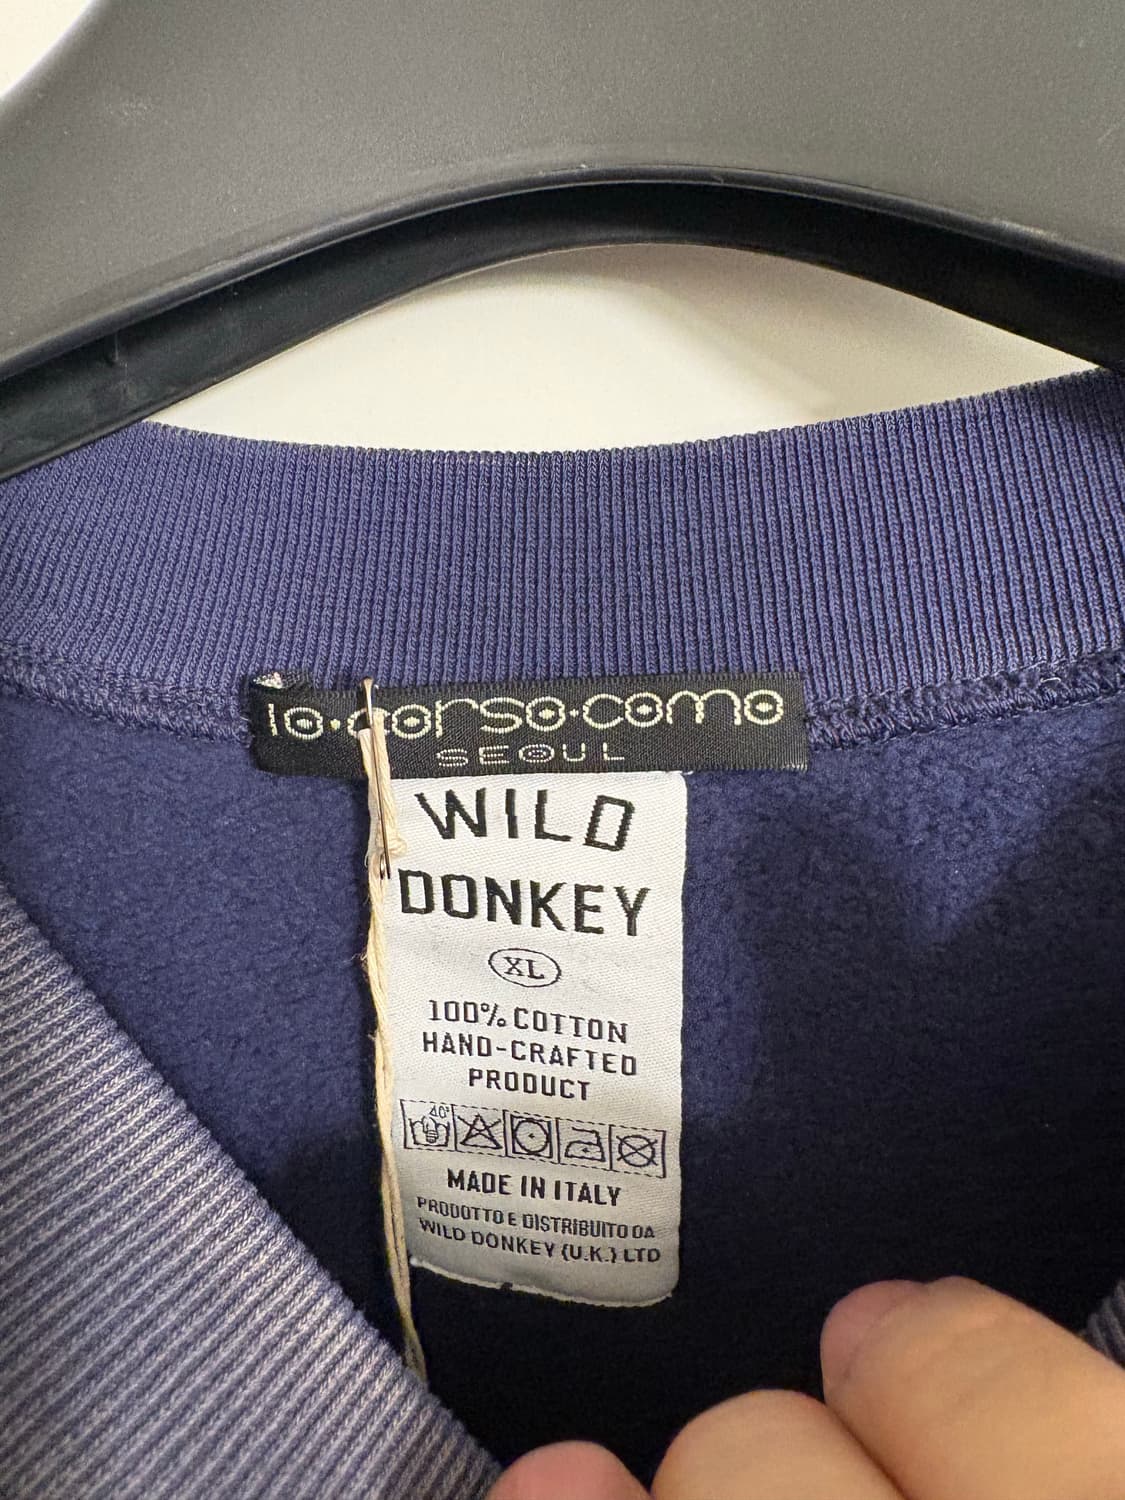 10·corso·como
SEOUL
WILD
DONKEY
XL
100% COTTON
HAND-CRAFTED
PRODUCT
40°
MADE IN ITALY
PRODOTTO E DISTRIBUITO DA
WILD DONKEY (U.K.) LTD